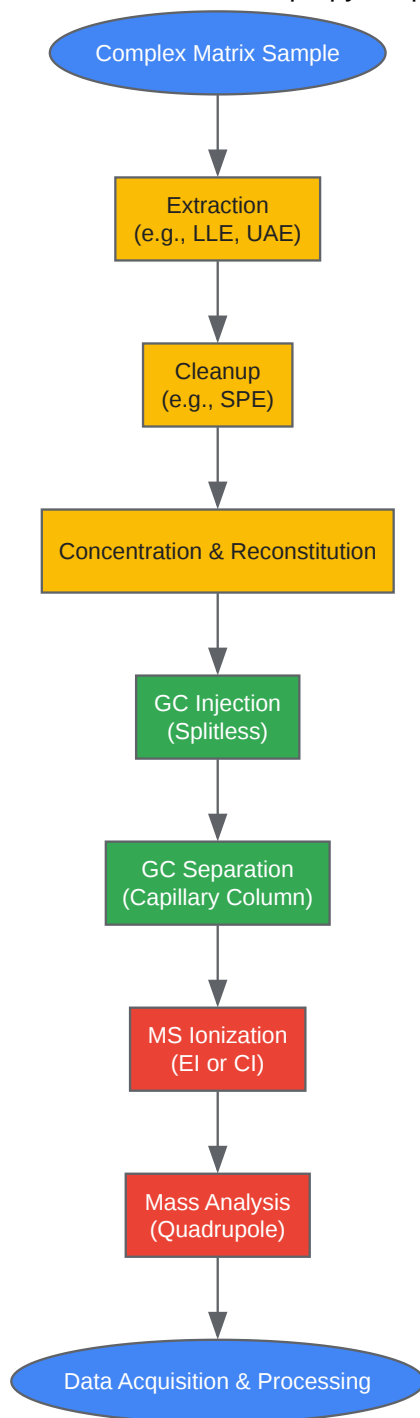 Complex Matrix Sample
Extraction
(e.g., LLE, UAE)
Cleanup
(e.g., SPE)
Concentration & Reconstitution
GC Injection
(Splitless)
GC Separation
(Capillary Column)
MS Ionization
(EI or CI)
Mass Analysis
(Quadrupole)
Data Acquisition & Processing